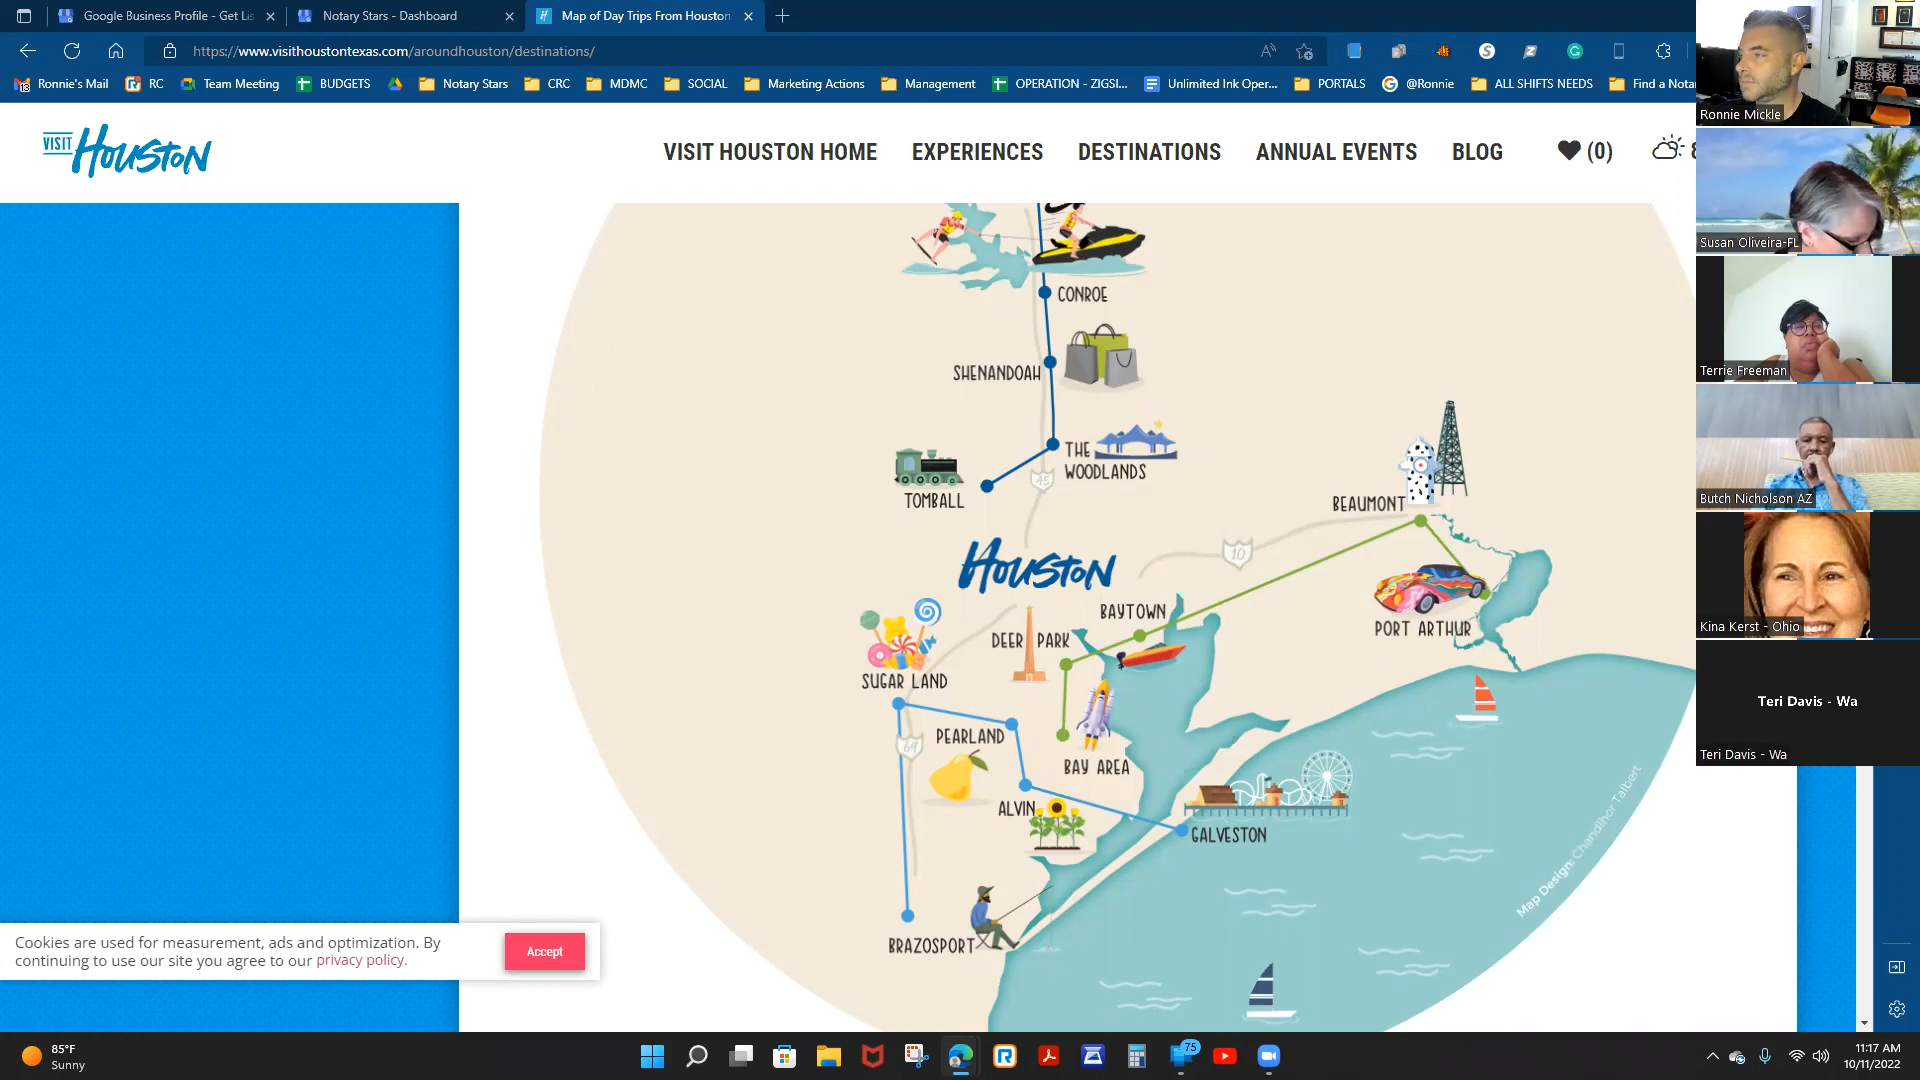 Google Business Profile - Get Lis
Notary Stars - Dashboard
Map of Day Trips From Houston
https://www.visithoustontexas.com/aroundhouston/destinations/
Ronnie's Mail
RC
Team Meeting
BUDGETS
Notary Stars
CRC
MDMC
SOCIAL
Marketing Actions
Management
OPERATION - ZIGSI...
Unlimited Ink Oper...
PORTALS
@Ronnie
ALL SHIFTS NEEDS
Find a Nota
VISIT HOUSTON
VISIT HOUSTON HOME
EXPERIENCES
DESTINATIONS
ANNUAL EVENTS
BLOG
(0)
8
CONROE
SHENANDOAH
THE
WOODLANDS
45
TOMBALL
HOUSTON
BEAUMONT
10
BAYTOWN
DEER PARK
PORT ARTHUR
SUGAR LAND
PEARLAND
69
BAY AREA
ALVIN
GALVESTON
BRAZOSPORT
Map Design: Chandlhor Talbert
Ronnie Mickle
Susan Oliveira-FL
Terrie Freeman
Butch Nicholson AZ
Kina Kerst - Ohio
Teri Davis - Wa
Teri Davis - Wa
Cookies are used for measurement, ads and optimization. By
continuing to use our site you agree to our privacy policy.
Accept
85°F
Sunny
75
11:17 AM
10/11/2022